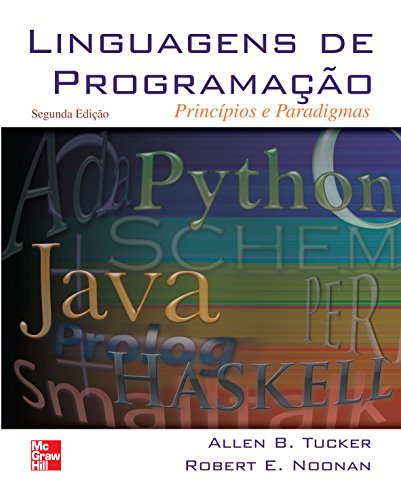 LINGUAGENS DE
PROGRAMAÇÃO
Segunda Edição
Princípios e Paradigmas
Ada
Python
C
SCHEM
Java
PER
Prolog
HASKELL
Smalltalk
Mc
Graw
Hill
ALLEN B. TUCKER
ROBERT E. NOONAN